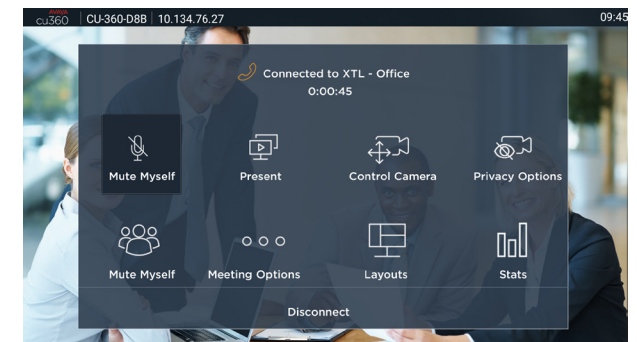 AVAYA
cu360 CU-360-D8B 10.134.76.27 09:45
Connected to XTL - Office
0:00:45
Mute Myself Present Control Camera Privacy Options
Mute Myself Meeting Options Layouts Stats
Disconnect